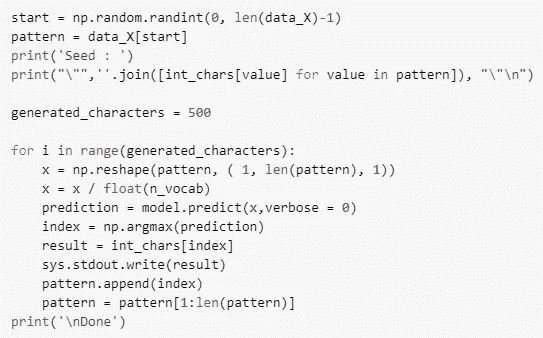 start = np.random.randint(0, len(data_X)-1)
pattern = data_X[start]
print('Seed : ')
print("\"",''.join([int_chars[value] for value in pattern]), "\"\n")
generated_characters = 500
for i in range(generated_characters):
    x = np.reshape(pattern, ( 1, len(pattern), 1))
    x = x / float(n_vocab)
    prediction = model.predict(x,verbose = 0)
    index = np.argmax(prediction)
    result = int_chars[index]
    sys.stdout.write(result)
    pattern.append(index)
    pattern = pattern[1:len(pattern)]
print('\nDone')